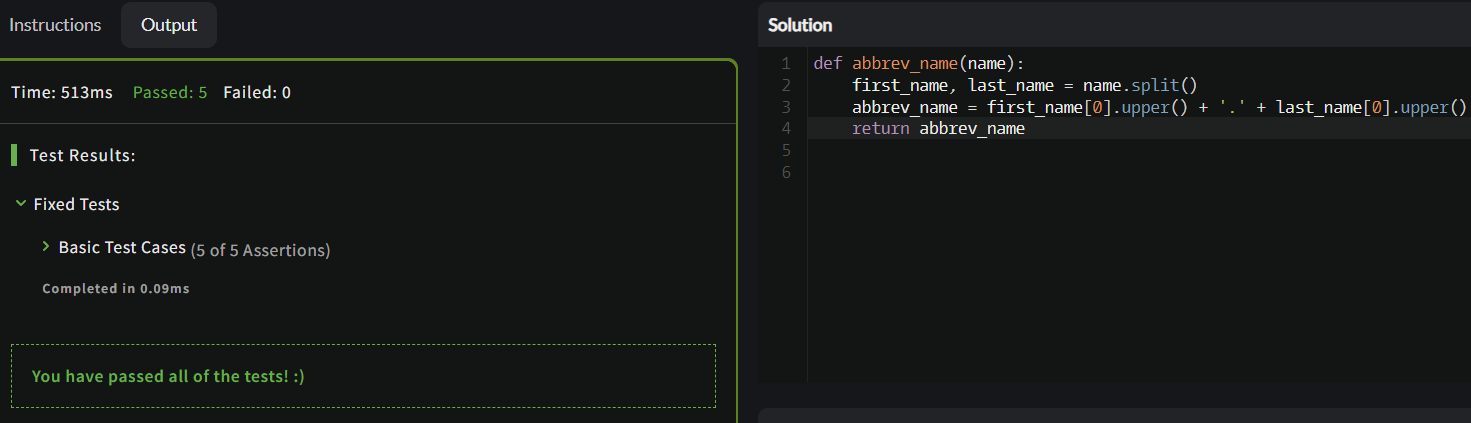 Instructions
Output
Time: 513ms Passed: 5 Failed: 0
Test Results:
Fixed Tests
Basic Test Cases (5 of 5 Assertions)
Completed in 0.09ms
You have passed all of the tests! :)
Solution
1 def abbrev_name(name):
2     first_name, last_name = name.split()
3     abbrev_name = first_name[0].upper() + '.' + last_name[0].upper()
4     return abbrev_name
5
6